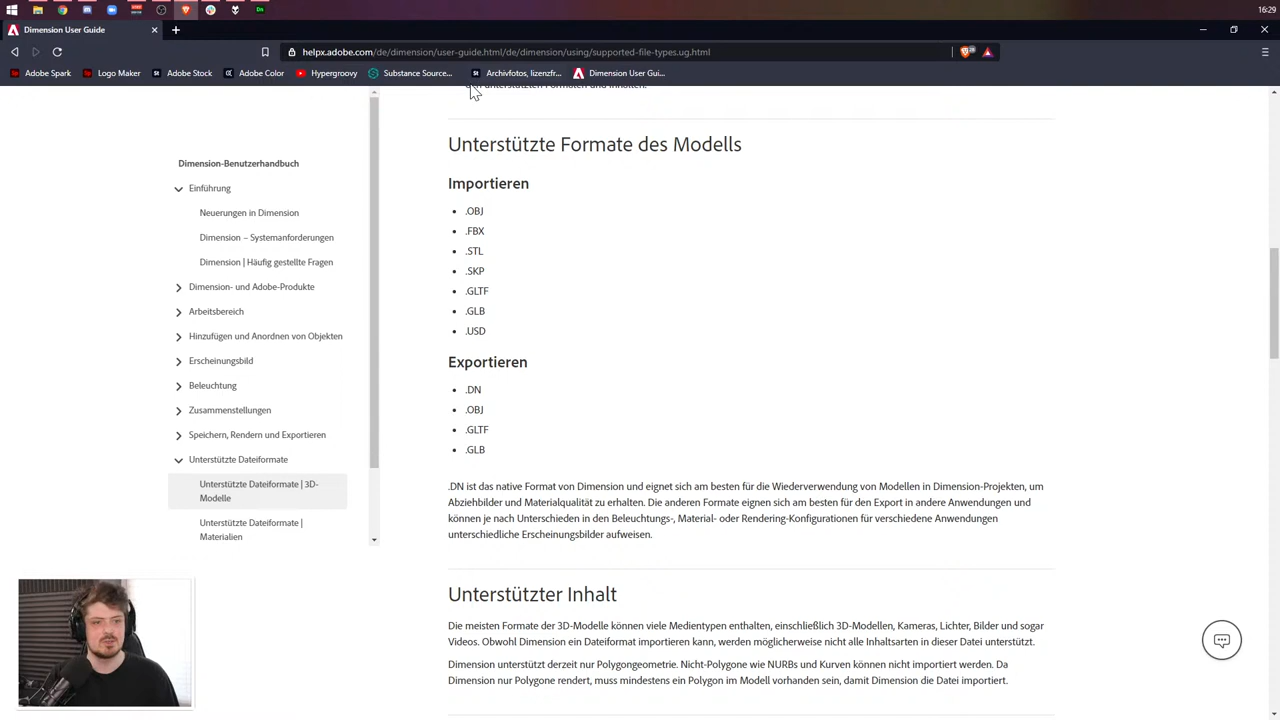 16:29
Dimension User Guide
helpx.adobe.com/de/dimension/user-guide.html/de/dimension/using/supported-file-types.ug.html
Adobe Spark
Logo Maker
Adobe Stock
Adobe Color
Hypergroovy
Substance Source...
Archivfotos, lizenzfr...
Dimension User Gui...
Dimension-Benutzerhandbuch
Einführung
Neuerungen in Dimension
Dimension – Systemanforderungen
Dimension | Häufig gestellte Fragen
Dimension- und Adobe-Produkte
Arbeitsbereich
Hinzufügen und Anordnen von Objekten
Erscheinungsbild
Beleuchtung
Zusammenstellungen
Speichern, Rendern und Exportieren
Unterstützte Dateiformate
Unterstützte Dateiformate | 3D-
Modelle
Unterstützte Dateiformate |
Materialien
unterstützten Formaten und Inhalten.
Unterstützte Formate des Modells
Importieren
.OBJ
.FBX
.STL
.SKP
.GLTF
.GLB
.USD
Exportieren
.DN
.OBJ
.GLTF
.GLB
.DN ist das native Format von Dimension und eignet sich am besten für die Wiederverwendung von Modellen in Dimension-Projekten, um
Abziehbilder und Materialqualität zu erhalten. Die anderen Formate eignen sich am besten für den Export in andere Anwendungen und
können je nach Unterschieden in den Beleuchtungs-, Material- oder Rendering-Konfigurationen für verschiedene Anwendungen
unterschiedliche Erscheinungsbilder aufweisen.
Unterstützter Inhalt
Die meisten Formate der 3D-Modelle können viele Medientypen enthalten, einschließlich 3D-Modellen, Kameras, Lichter, Bilder und sogar
Videos. Obwohl Dimension ein Dateiformat importieren kann, werden möglicherweise nicht alle Inhaltsarten in dieser Datei unterstützt.
Dimension unterstützt derzeit nur Polygongeometrie. Nicht-Polygone wie NURBs und Kurven können nicht importiert werden. Da
Dimension nur Polygone rendert, muss mindestens ein Polygon im Modell vorhanden sein, damit Dimension die Datei importiert.